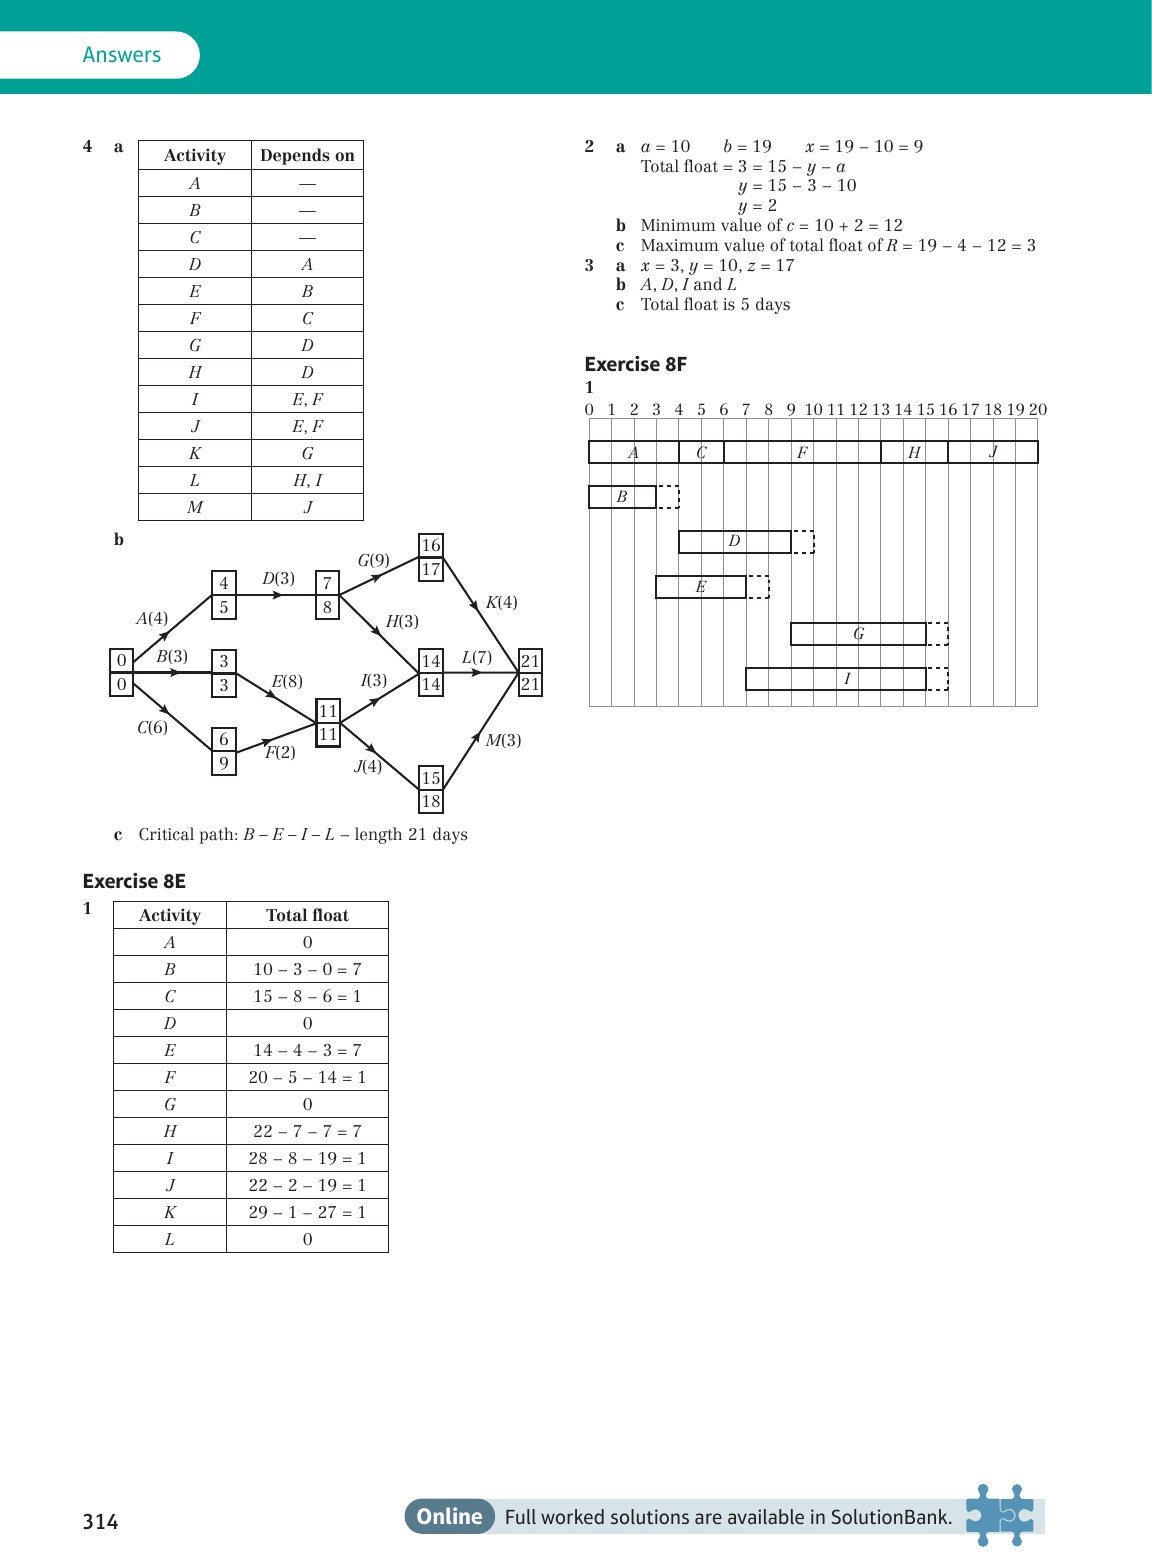 Answers
4 a
Activity Depends on
A —
B —
C —
D A
E B
F C
G D
H D
I E, F
J E, F
K G
L H, I
M J
b
16
17
G(9)
4
5
D(3)
7
8
K(4)
A(4)
H(3)
0
0
B(3)
3
3
E(8)
I(3)
14
14
L(7)
21
21
C(6)
6
9
F(2)
11
11
J(4)
M(3)
15
18
c Critical path: B – E – I – L – length 21 days
Exercise 8E
1
Activity Total float
A 0
B 10 – 3 – 0 = 7
C 15 – 8 – 6 = 1
D 0
E 14 – 4 – 3 = 7
F 20 – 5 – 14 = 1
G 0
H 22 – 7 – 7 = 7
I 28 – 8 – 19 = 1
J 22 – 2 – 19 = 1
K 29 – 1 – 27 = 1
L 0
2 a a = 10 b = 19 x = 19 – 10 = 9
Total float = 3 = 15 – y – a
y = 15 – 3 – 10
y = 2
b Minimum value of c = 10 + 2 = 12
c Maximum value of total float of R = 19 – 4 – 12 = 3
3 a x = 3, y = 10, z = 17
b A, D, I and L
c Total float is 5 days
Exercise 8F
1
0 1 2 3 4 5 6 7 8 9 10 11 12 13 14 15 16 17 18 19 20
A C F H J
B
D
E
G
I
314
Online Full worked solutions are available in SolutionBank.